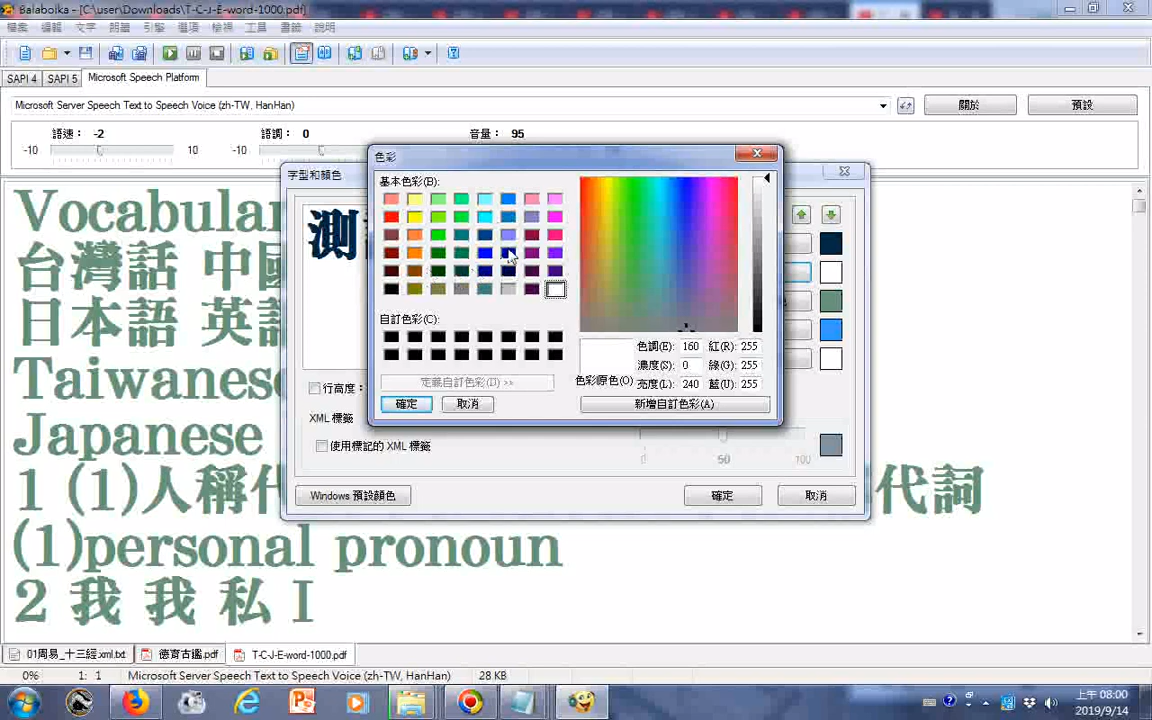 Balabolka - [C:\user\Downloads\T-C-J-E-word-1000.pdf]
檔案 編輯 文字 朗讀 引擎 選項 檢視 工具 書籤 說明
SAPI 4 SAPI 5 Microsoft Speech Platform
Microsoft Server Speech Text to Speech Voice (zh-TW, HanHan) 關於 預設
語速： -2 語調： 0 音量： 95
-10 10 -10
字型和顏色
色彩
基本色彩(B):
自訂色彩(C):
定義自訂色彩(D) >>
確定 取消
色調(E): 160 紅(R): 255
濃度(S): 0 綠(G): 255
色彩|原色(O) 亮度(L): 240 藍(U): 255
新增自訂色彩(A)
測
行高度：
XML 標籤
使用標記的 XML 標籤
0 50 100
Windows 預設顏色 確定 取消
Vocabular
台灣話 中國
日本語 英語
Taiwanese
Japanese
1 (1)人稱代 代詞
(1)personal pronoun
2 我 我 私 I
01周易_十三經.xml.txt 德育古鑑.pdf T-C-J-E-word-1000.pdf
0% 1: 1 Microsoft Server Speech Text to Speech Voice (zh-TW, HanHan) 28 KB
上午 08:00
2019/9/14